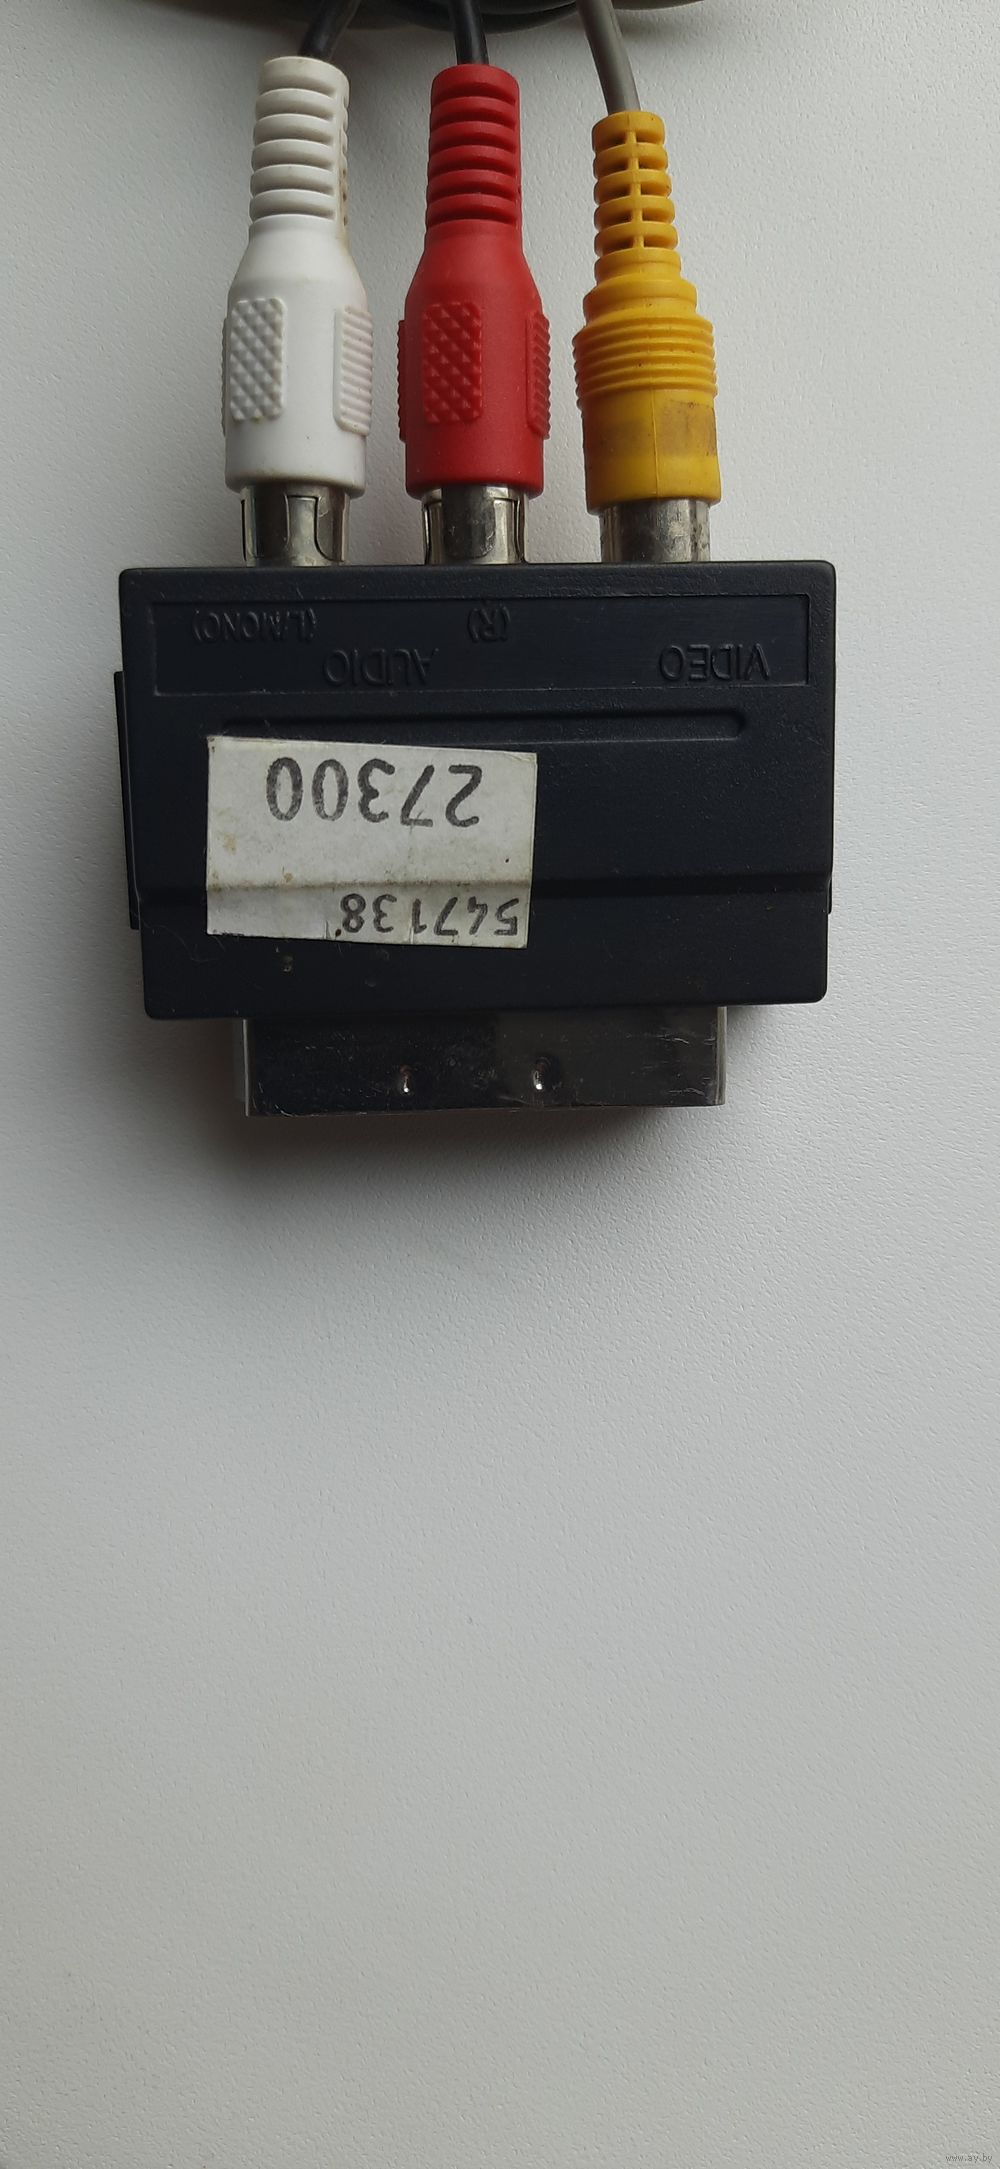 VIDEO
AUDIO
(R)
(L/MONO)
27300
547138
www.ay.by